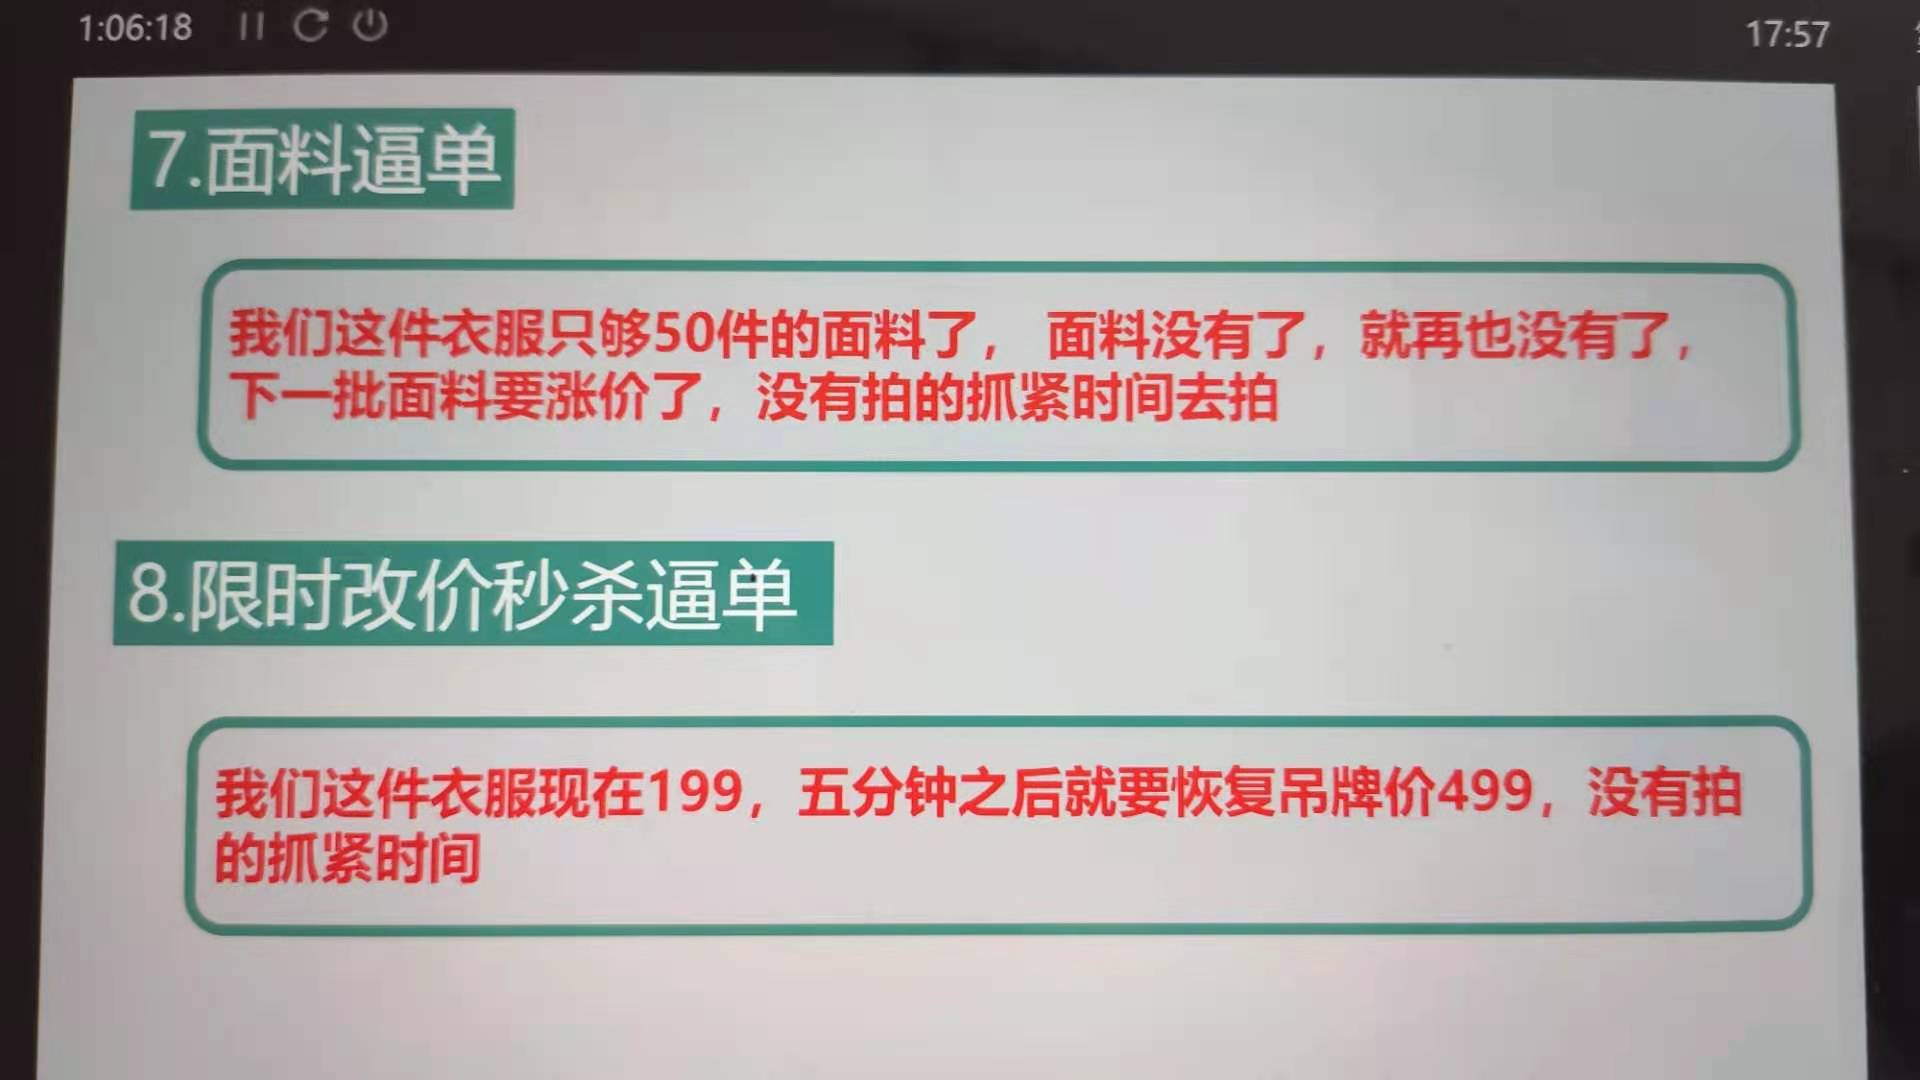 1:06:18
17:57
7.面料逼单
我们这件衣服只够50件的面料了， 面料没有了，就再也没有了，
下一批面料要涨价了，没有拍的抓紧时间去拍
8.限时改价秒杀逼单
我们这件衣服现在199，五分钟之后就要恢复吊牌价499，没有拍
的抓紧时间